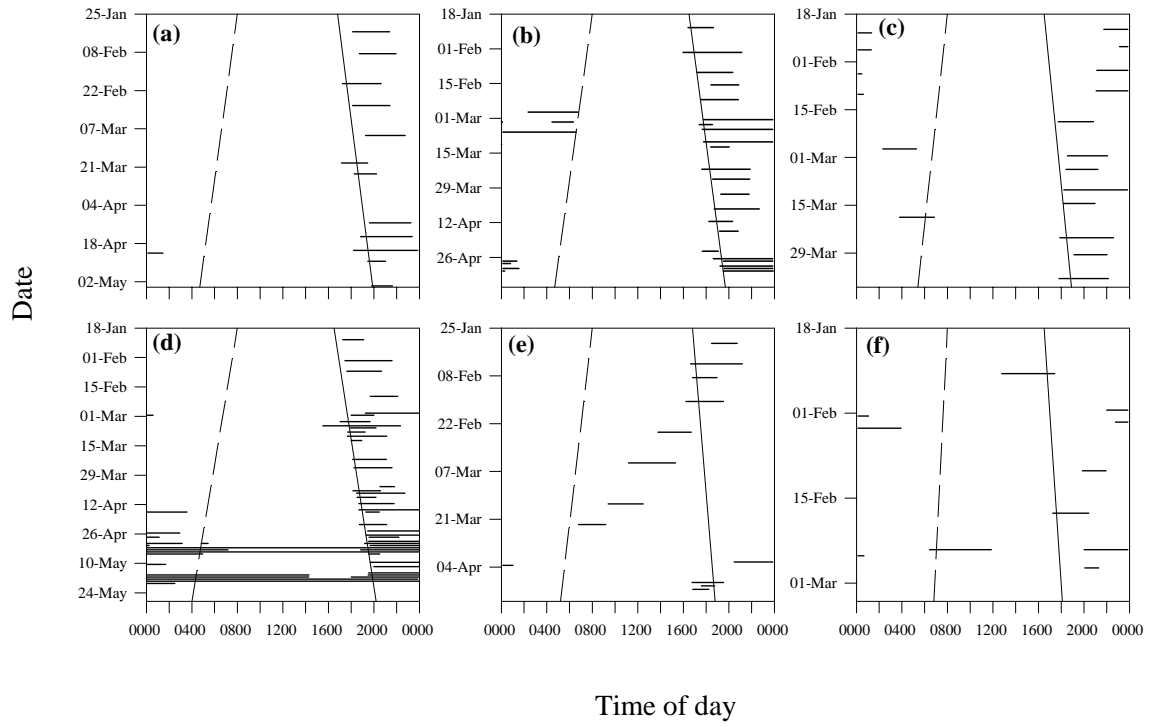 Date
(a)
25-Jan
08-Feb
22-Feb
07-Mar
21-Mar
04-Apr
18-Apr
02-May
(b)
18-Jan
01-Feb
15-Feb
01-Mar
15-Mar
29-Mar
12-Apr
26-Apr
(c)
18-Jan
01-Feb
15-Feb
01-Mar
15-Mar
29-Mar
(d)
18-Jan
01-Feb
15-Feb
01-Mar
15-Mar
29-Mar
12-Apr
26-Apr
10-May
24-May
0000 0400 0800 1200 1600 2000 0000
(e)
25-Jan
08-Feb
22-Feb
07-Mar
21-Mar
04-Apr
0000 0400 0800 1200 1600 2000 0000
(f)
18-Jan
01-Feb
15-Feb
01-Mar
0000 0400 0800 1200 1600 2000 0000
Time of day